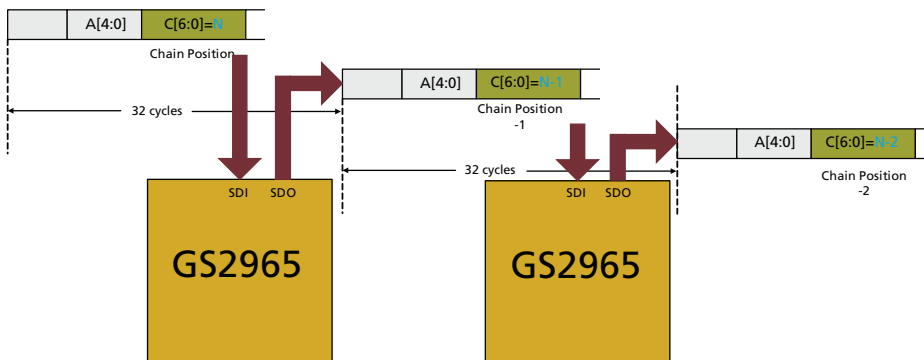 A[4:0] C[6:0]=N
Chain Position
A[4:0] C[6:0]=N-1
32 cycles
Chain Position
-1
A[4:0] C[6:0]=N-2
32 cycles
Chain Position
-2
SDI SDO
SDI SDO
GS2965
GS2965